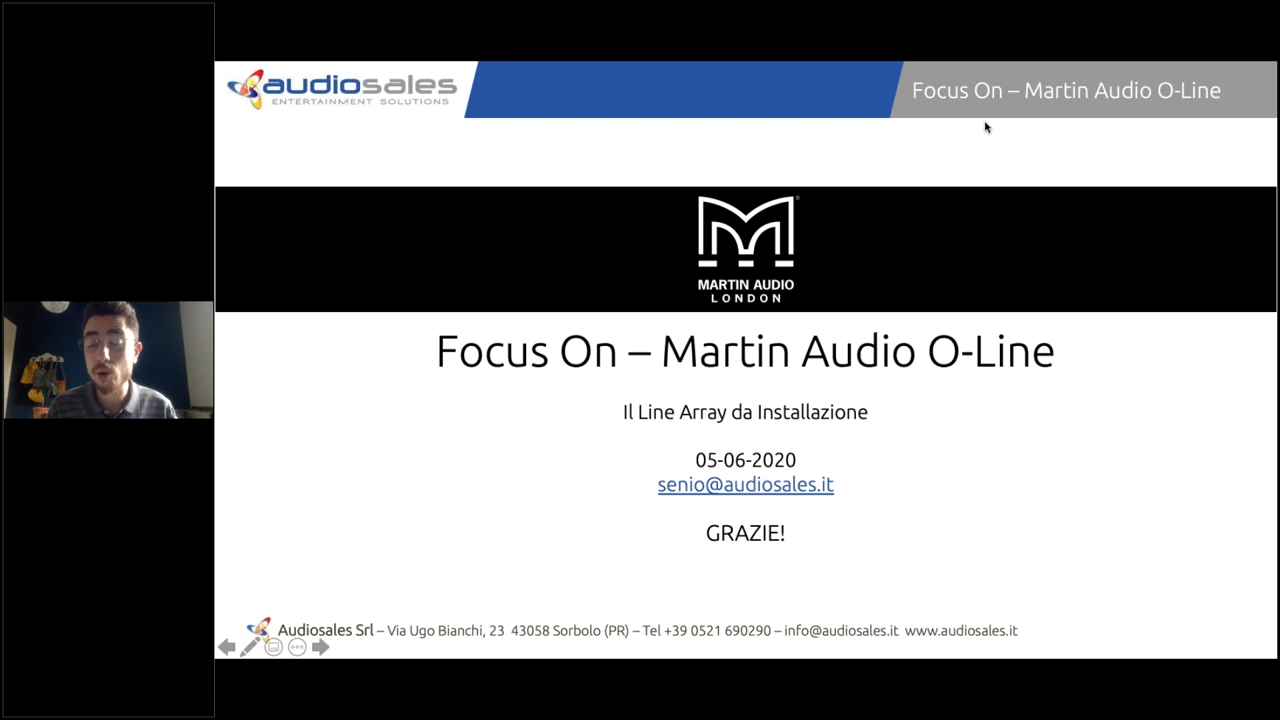 audiosales
ENTERTAINMENT SOLUTIONS
Focus On – Martin Audio O-Line
MARTIN AUDIO
LONDON
Focus On – Martin Audio O-Line
Il Line Array da Installazione
05-06-2020
senio@audiosales.it
GRAZIE!
Audiosales Srl – Via Ugo Bianchi, 23 43058 Sorbolo (PR) – Tel +39 0521 690290 – info@audiosales.it www.audiosales.it